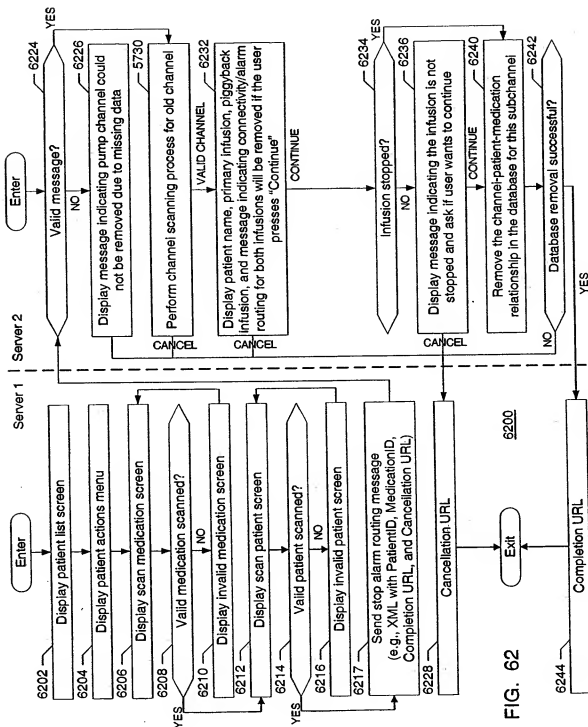 Server 1
Enter
6202
Display patient list screen
6204
Display patient actions menu
6206
Display scan medication screen
6208
Valid medication scanned?
YES
NO
6210
Display invalid medication screen
6212
Display scan patient screen
6214
Valid patient scanned?
YES
NO
6216
Display invalid patient screen
6217
Send stop alarm routing message
(e.g., XML with PatientID, MedicationID,
Completion URL, and Cancellation URL)
6228
Cancellation URL
Exit
6200
FIG. 62
6244
Completion URL
Server 2
Enter
6224
Valid message?
YES
NO
6226
Display message indicating pump channel could
not be removed due to missing data
5730
Perform channel scanning process for old channel
CANCEL
VALID CHANNEL
6232
Display patient name, primary infusion, piggyback
infusion, and message indicating connectivity/alarm
routing for both infusions will be removed if the user
presses "Continue"
CANCEL
CONTINUE
6234
Infusion stopped?
YES
NO
6236
Display message indicating the infusion is not
stopped and ask if user wants to continue
CANCEL
CONTINUE
6240
Remove the channel-patient-medication
relationship in the database for this subchannel
6242
Database removal successful?
NO
YES